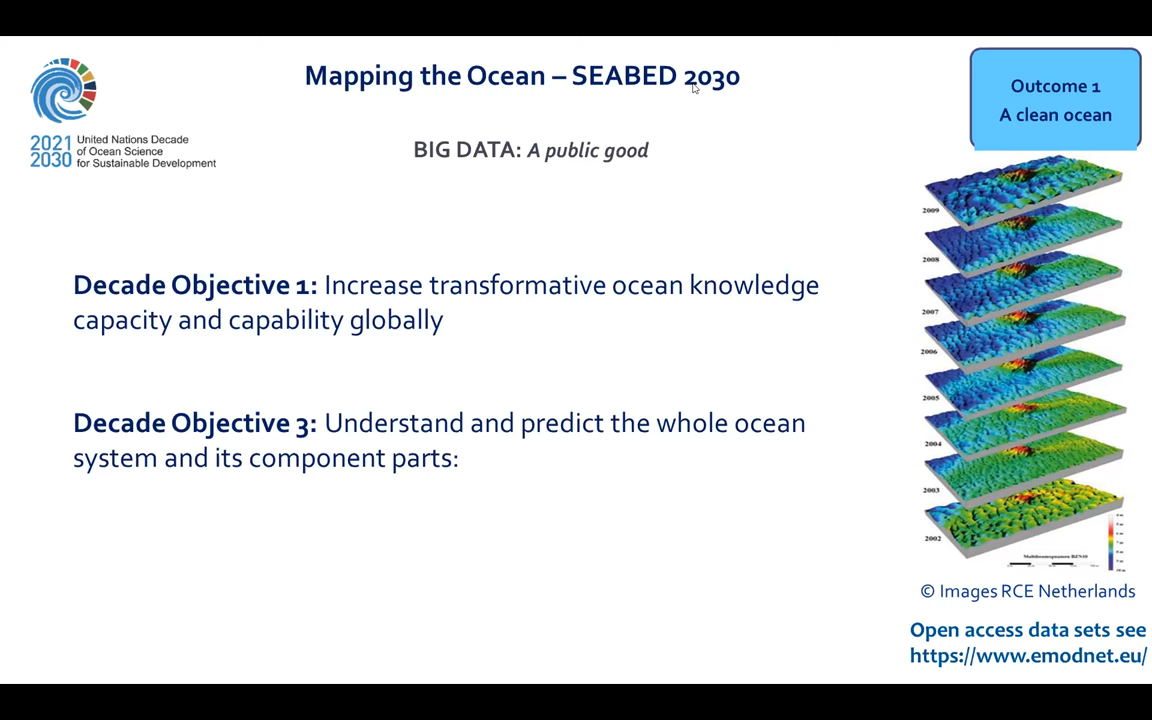 Mapping the Ocean – SEABED 2030
Outcome 1
A clean ocean
2021
2030
United Nations Decade
of Ocean Science
for Sustainable Development
BIG DATA: A public good
Decade Objective 1: Increase transformative ocean knowledge
capacity and capability globally
Decade Objective 3: Understand and predict the whole ocean
system and its component parts:
2009
2008
2007
2006
2005
2004
2003
2002
© Images RCE Netherlands
Open access data sets see
https://www.emodnet.eu/